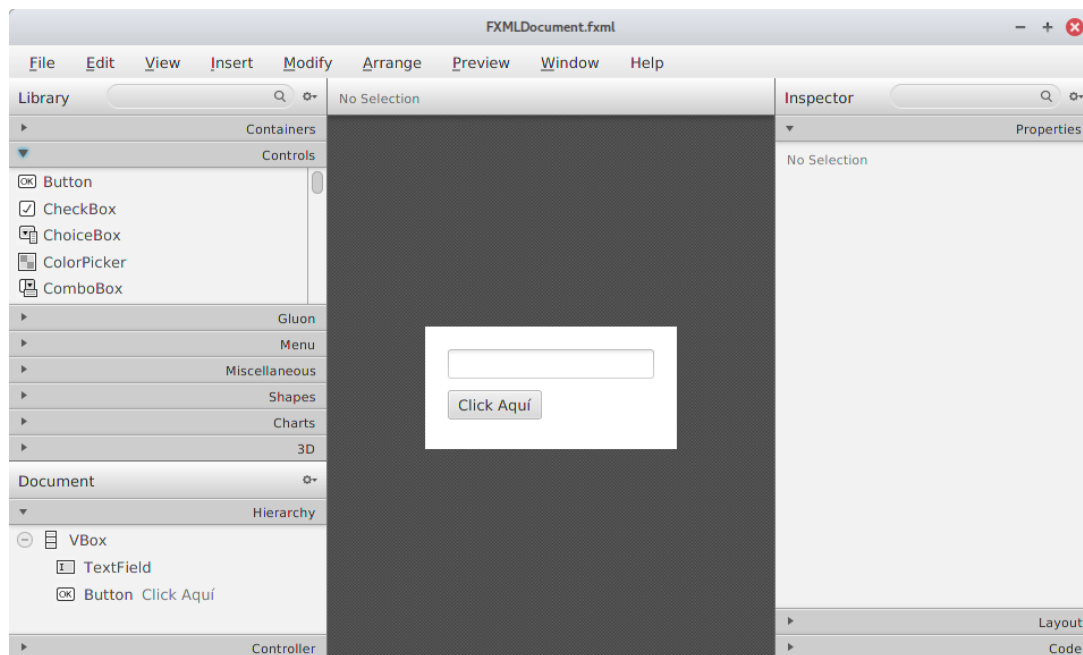 FXMLDocument.fxml
File Edit View Insert Modify Arrange Preview Window Help
Library
No Selection
Inspector
Containers
Controls
Button
CheckBox
ChoiceBox
ColorPicker
ComboBox
Gluon
Menu
Miscellaneous
Shapes
Charts
3D
Document
Hierarchy
VBox
TextField
Button Click Aquí
Controller
Click Aquí
Properties
No Selection
Layout
Code